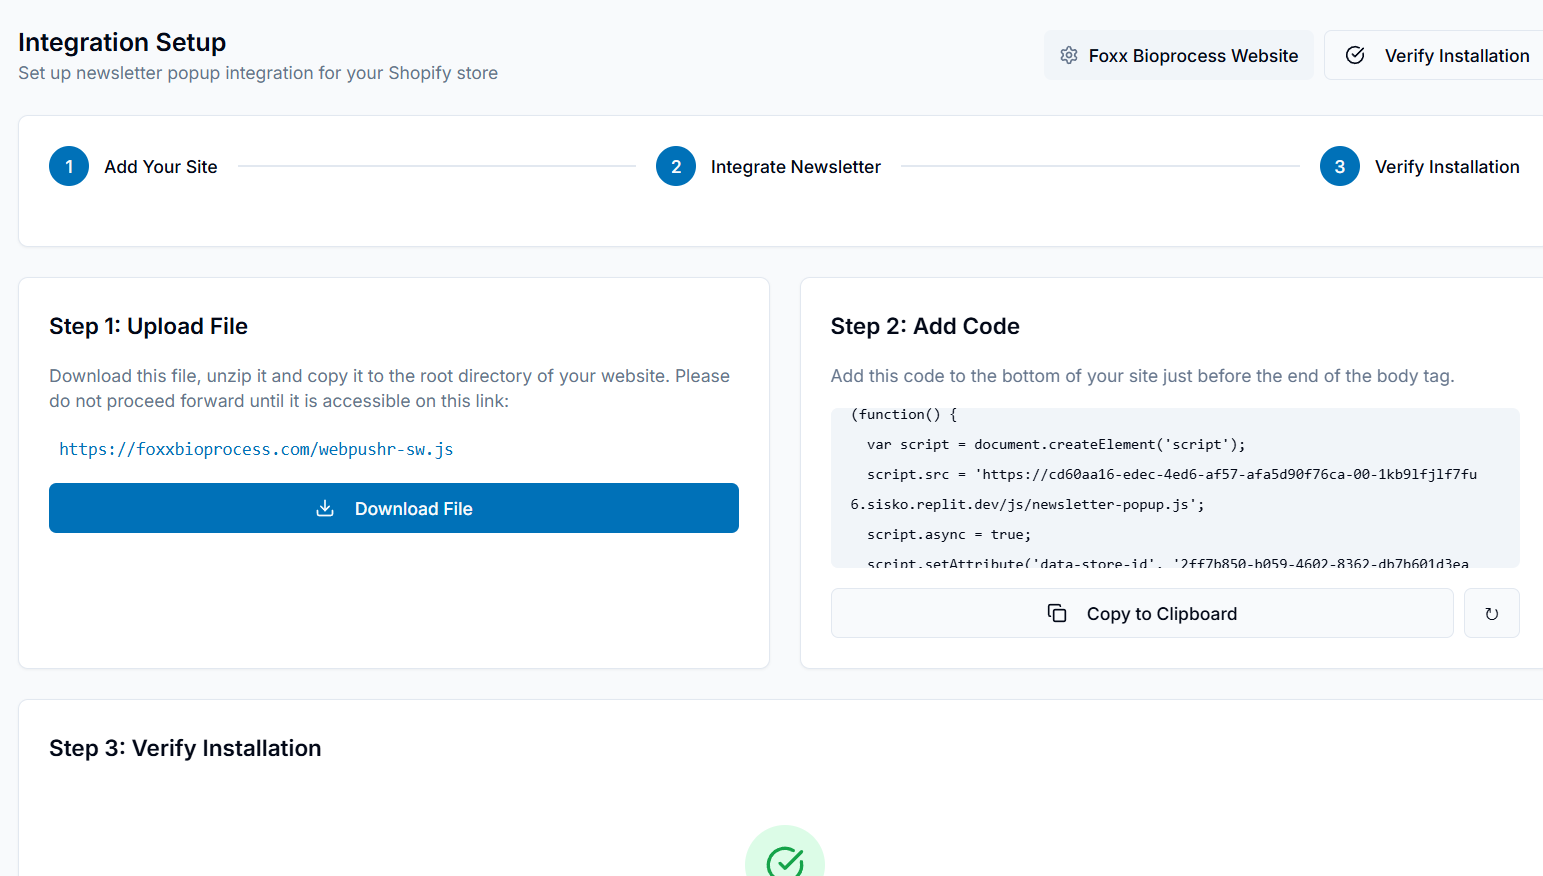 Integration Setup
Set up newsletter popup integration for your Shopify store
Foxx Bioprocess Website
Verify Installation
1 Add Your Site
2 Integrate Newsletter
3 Verify Installation
Step 1: Upload File
Download this file, unzip it and copy it to the root directory of your website. Please
do not proceed forward until it is accessible on this link:
https://foxxbioprocess.com/webpushr-sw.js
Download File
Step 2: Add Code
Add this code to the bottom of your site just before the end of the body tag.
(function() {
var script = document.createElement('script');
script.src = 'https://cd60aa16-edec-4ed6-af57-afa5d90f76ca-00-1kb9lfjlf7fu
6.sisko.replit.dev/js/newsletter-popup.js';
script.async = true;
script.setAttribute('data-store-id', '2ff7b850-b059-4602-8362-db7b601d3ea
Copy to Clipboard
↻
Step 3: Verify Installation